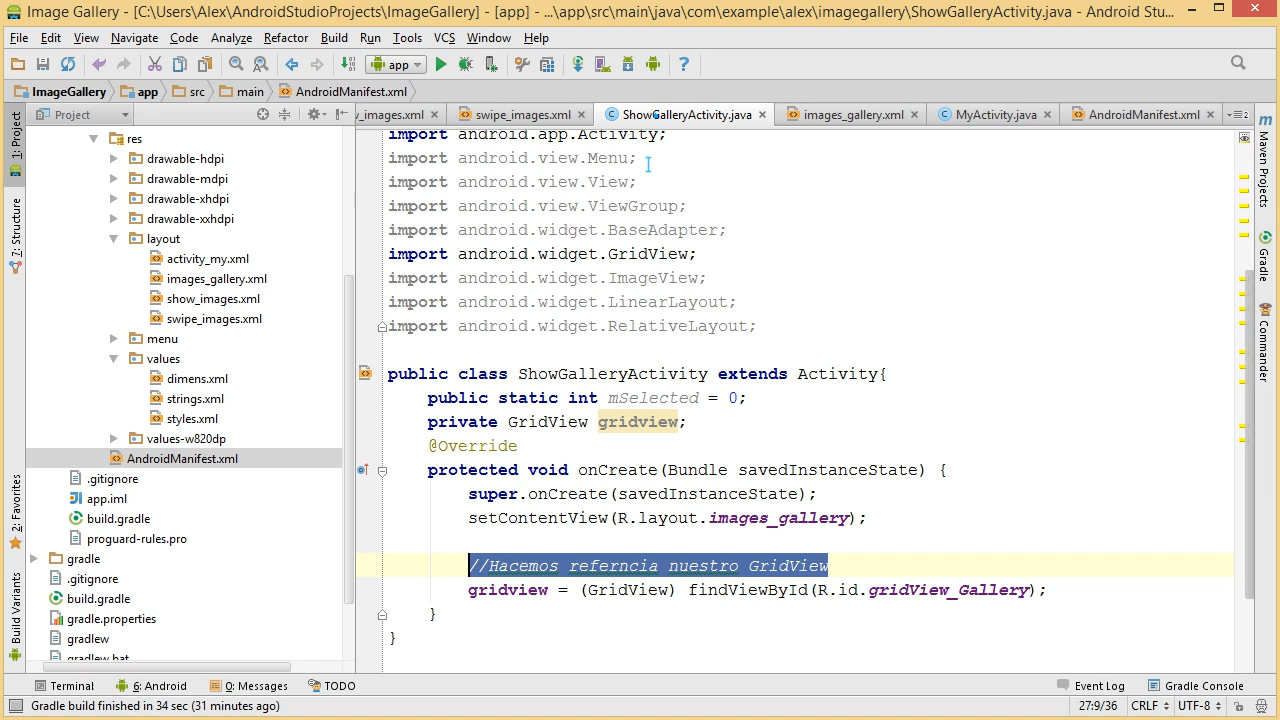 Image Gallery - [C:\Users\Alex\AndroidStudioProjects\ImageGallery] - [app] - ...\app\src\main\java\com\example\alex\imagegallery\ShowGalleryActivity.java - Android Stu...
File Edit View Navigate Code Analyze Refactor Build Run Tools VCS Window Help
app
ImageGallery app src main AndroidManifest.xml
Project
w_images.xml swipe_images.xml ShowGalleryActivity.java images_gallery.xml MyActivity.java AndroidManifest.xml
1: Project
7: Structure
2: Favorites
Build Variants
res
drawable-hdpi
drawable-mdpi
drawable-xhdpi
drawable-xxhdpi
layout
activity_my.xml
images_gallery.xml
show_images.xml
swipe_images.xml
menu
values
dimens.xml
strings.xml
styles.xml
values-w820dp
AndroidManifest.xml
.gitignore
app.iml
build.gradle
proguard-rules.pro
gradle
.gitignore
build.gradle
gradle.properties
gradlew
gradlew.bat
import android.app.Activity;
import android.view.Menu;
import android.view.View;
import android.view.ViewGroup;
import android.widget.BaseAdapter;
import android.widget.GridView;
import android.widget.ImageView;
import android.widget.LinearLayout;
import android.widget.RelativeLayout;
public class ShowGalleryActivity extends Activity{
public static int mSelected = 0;
private GridView gridview;
@Override
protected void onCreate(Bundle savedInstanceState) {
super.onCreate(savedInstanceState);
setContentView(R.layout.images_gallery);
//Hacemos referncia nuestro GridView
gridview = (GridView) findViewById(R.id.gridView_Gallery);
}
}
Maven Projects
Gradle
Commander
Terminal 6: Android 0: Messages TODO Event Log Gradle Console
Gradle build finished in 34 sec (31 minutes ago) 27:9/36 CRLF UTF-8